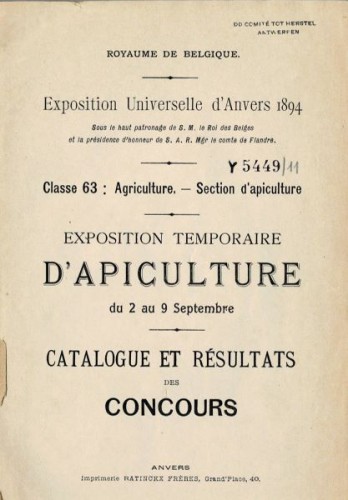 DD COMITÉ TOT HERSTEL
ANTWERPEN
ROYAUME DE BELGIQUE.
Exposition Universelle d'Anvers 1894
Sous le haut patronage de S. M. le Roi des Belges
et la présidence d'honneur de S. A. R. Mgr le comte de Flandre.
Y 5449/11
Classe 63 : Agriculture. — Section d'apiculture
EXPOSITION TEMPORAIRE
D'APICULTURE
du 2 au 9 Septembre
CATALOGUE ET RÉSULTATS
DES
CONCOURS
ANVERS
Imprimerie RATINCKX FRÈRES, Grand'Place, 40.